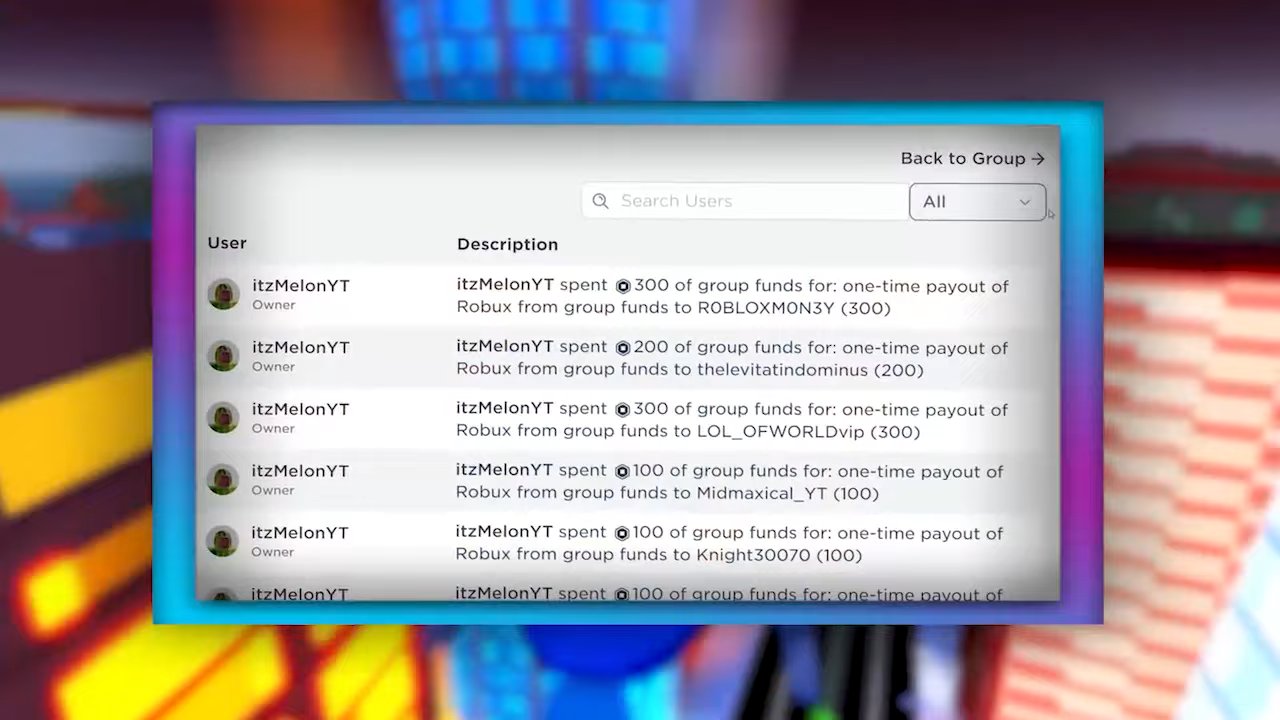 Back to Group →
Search Users
All
User
Description
itzMelonYT
Owner
itzMelonYT spent 300 of group funds for: one-time payout of
Robux from group funds to R0BLOXM0N3Y (300)
itzMelonYT
Owner
itzMelonYT spent 200 of group funds for: one-time payout of
Robux from group funds to thelevitatindominus (200)
itzMelonYT
Owner
itzMelonYT spent 300 of group funds for: one-time payout of
Robux from group funds to LOL_OFWORLDvip (300)
itzMelonYT
Owner
itzMelonYT spent 100 of group funds for: one-time payout of
Robux from group funds to Midmaxical_YT (100)
itzMelonYT
Owner
itzMelonYT spent 100 of group funds for: one-time payout of
Robux from group funds to Knight30070 (100)
itzMelonYT
itzMelonYT spent 100 of group funds for: one-time payout of